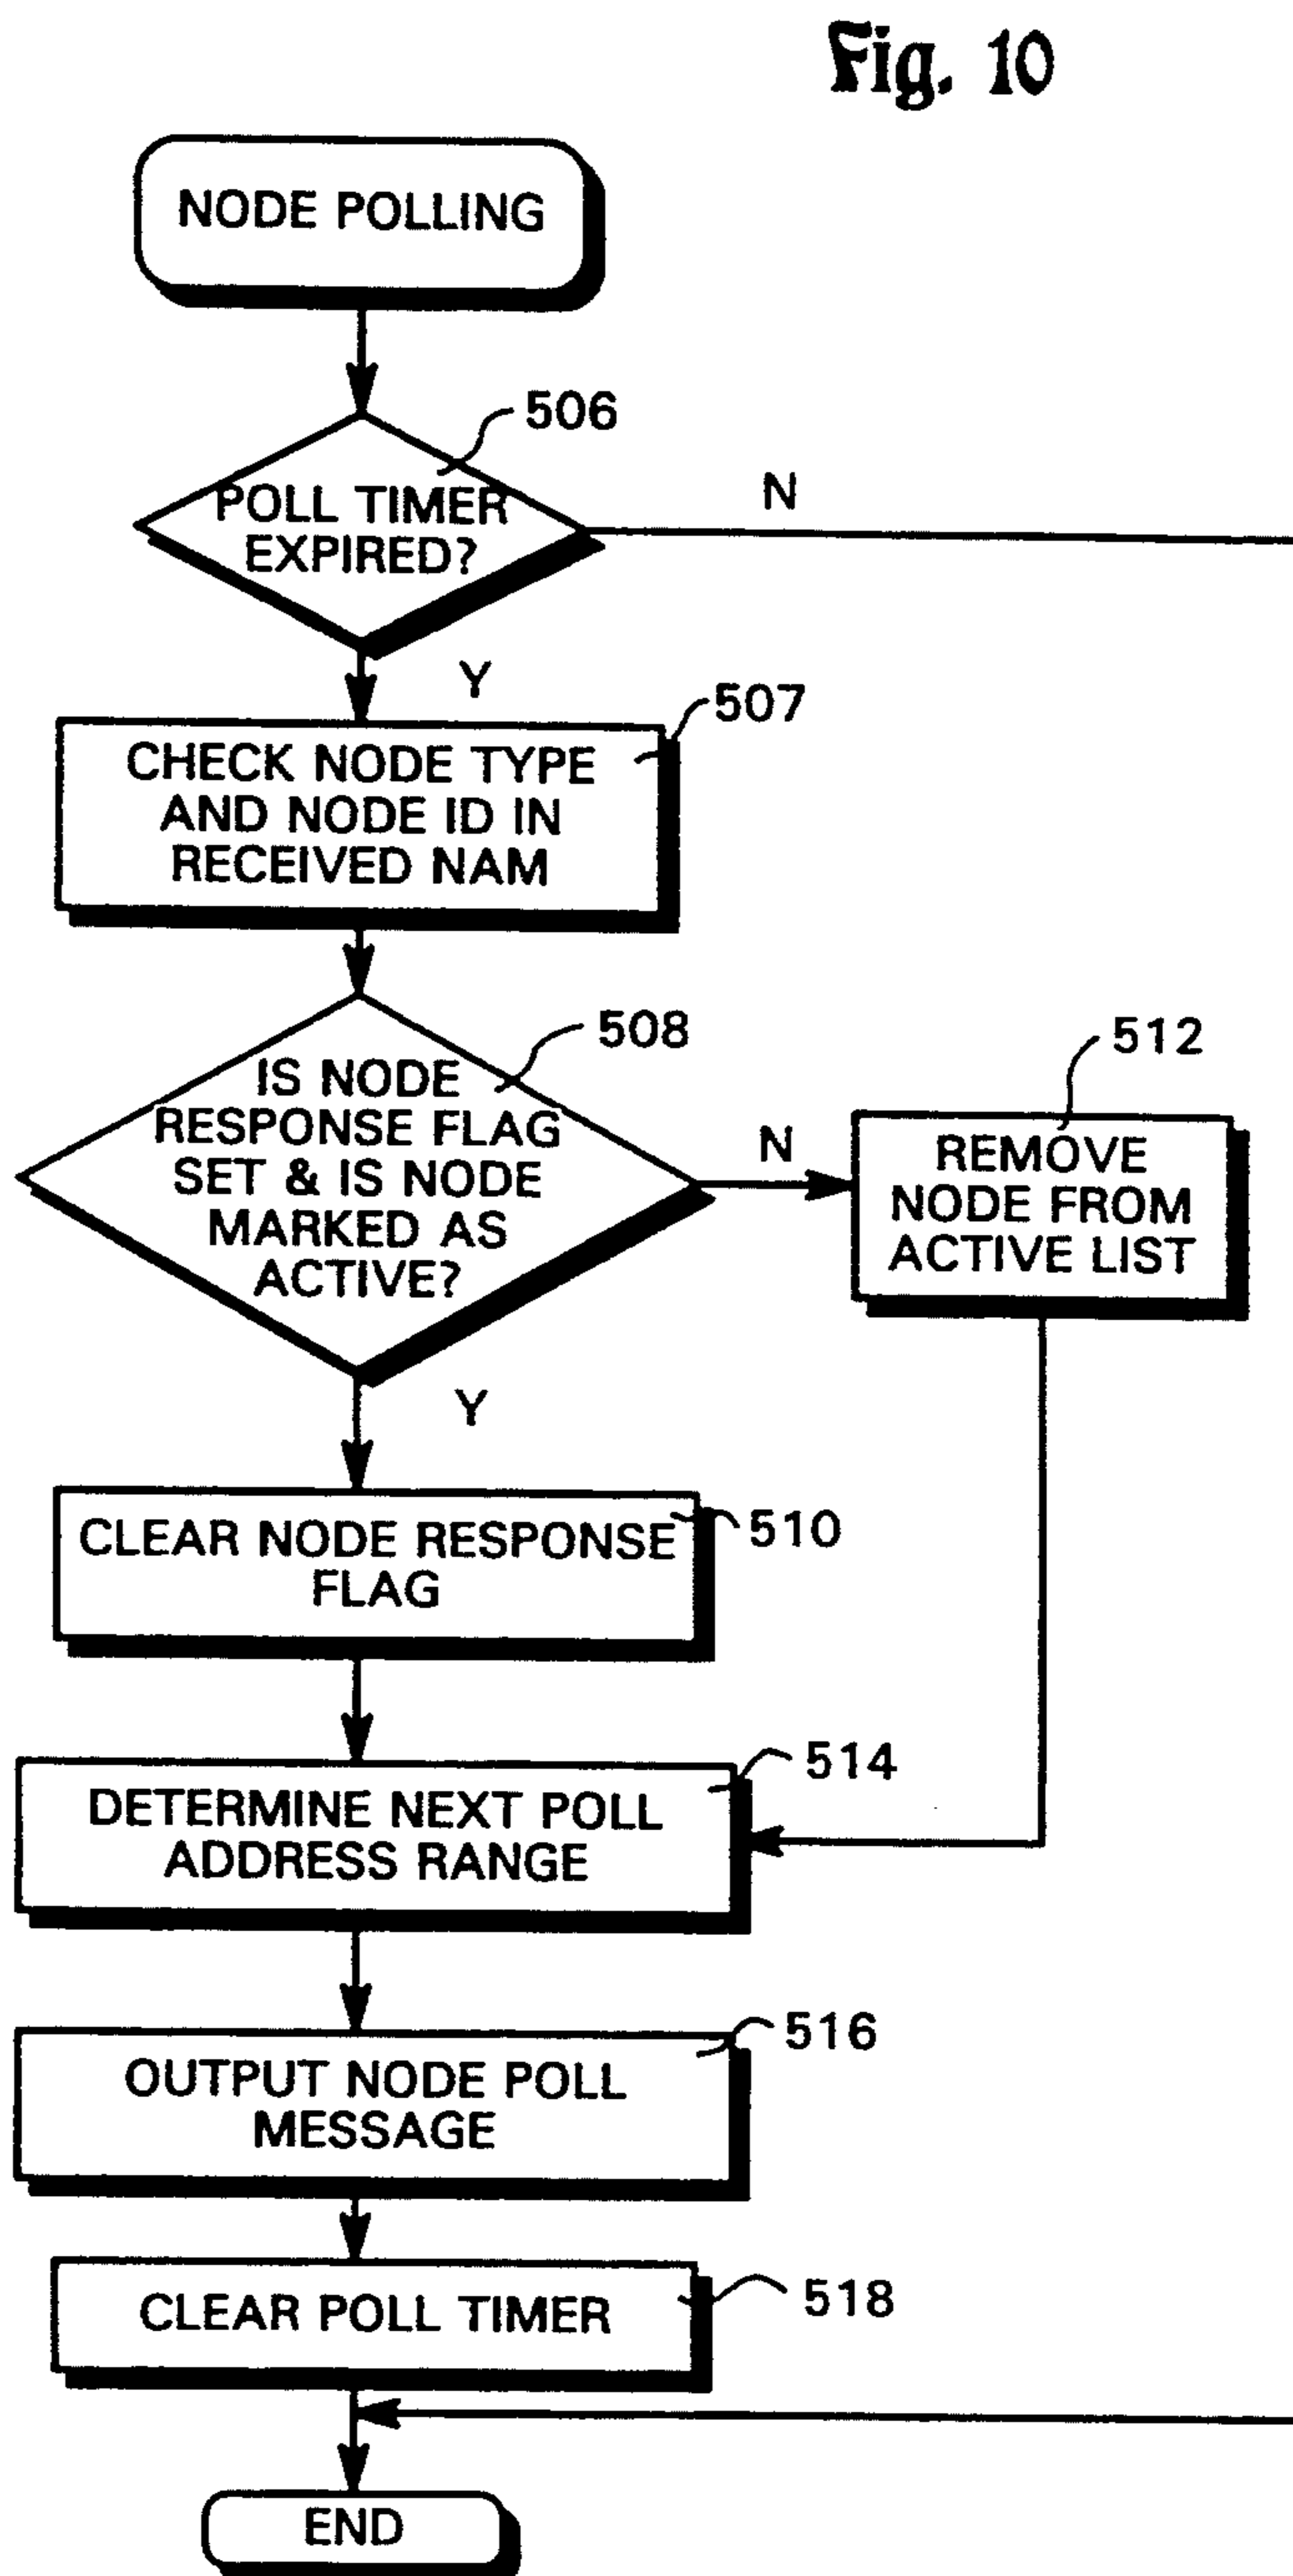 Fig. 10
NODE POLLING
506
POLL TIMER
EXPIRED?
N
Y
507
CHECK NODE TYPE
AND NODE ID IN
RECEIVED NAM
508
IS NODE
RESPONSE FLAG
SET & IS NODE
MARKED AS
ACTIVE?
N
512
REMOVE
NODE FROM
ACTIVE LIST
Y
510
CLEAR NODE RESPONSE
FLAG
514
DETERMINE NEXT POLL
ADDRESS RANGE
516
OUTPUT NODE POLL
MESSAGE
518
CLEAR POLL TIMER
END